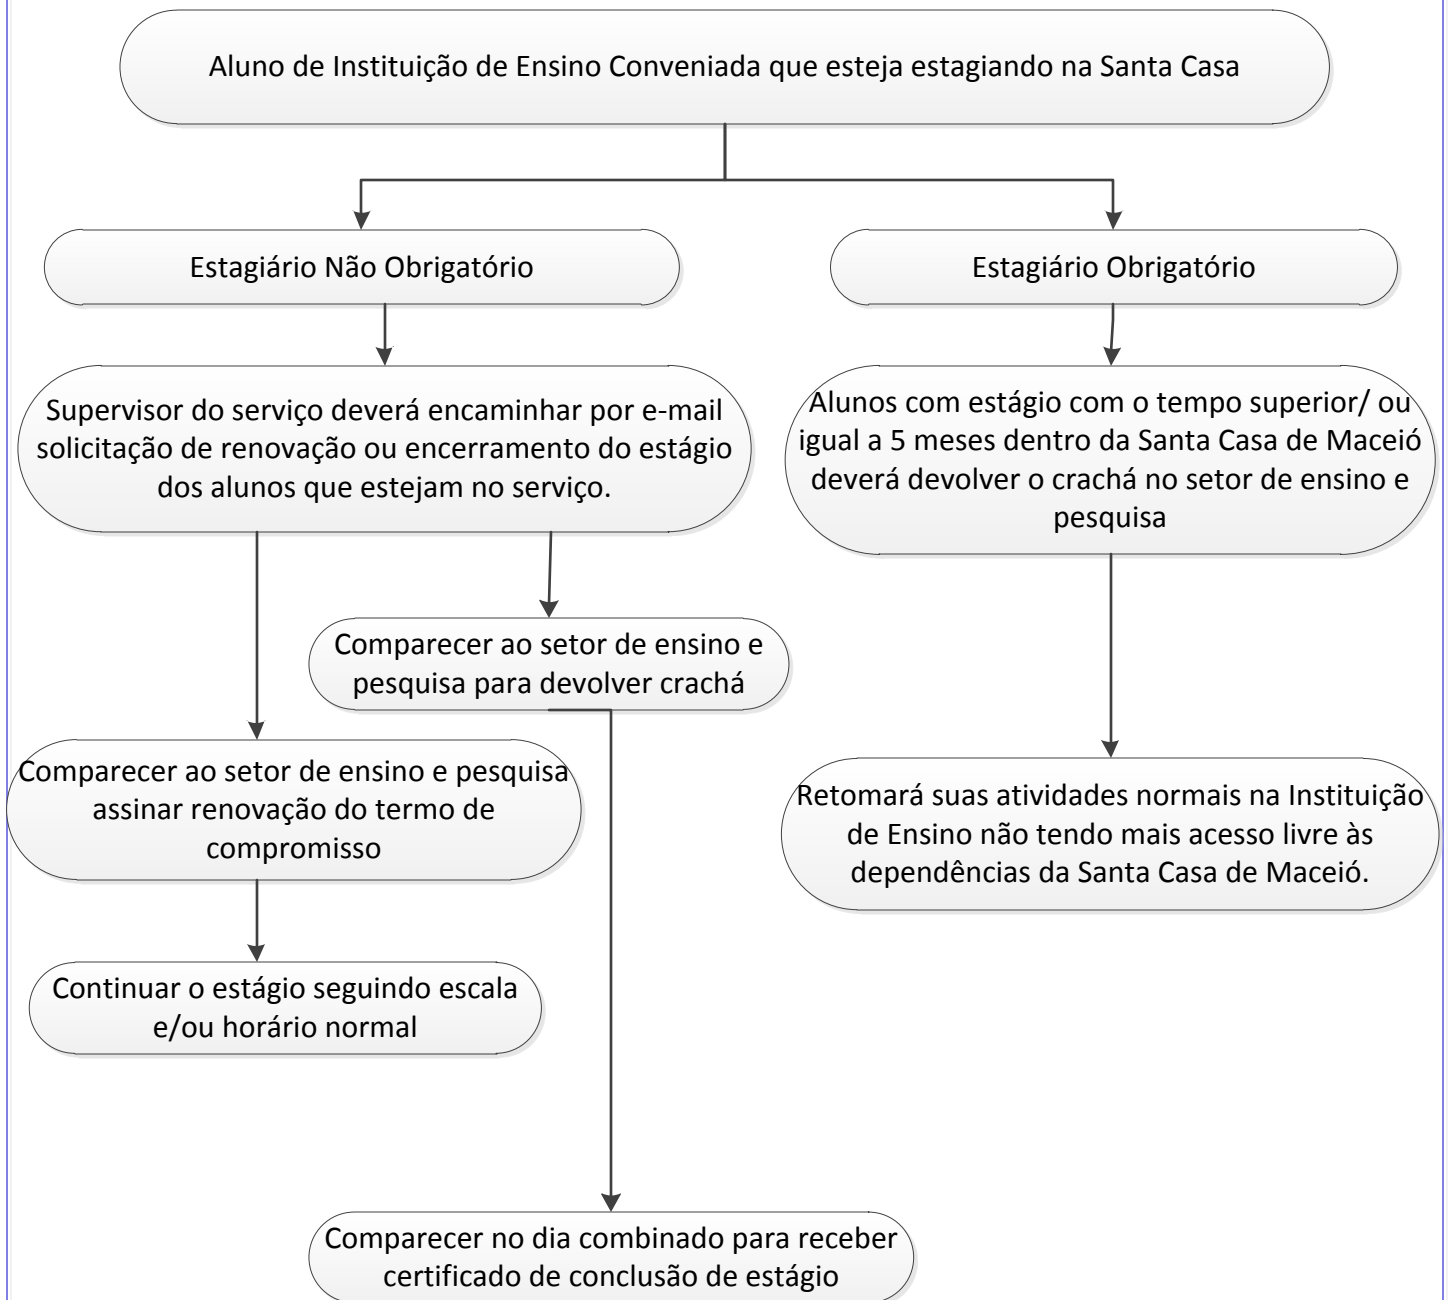 Aluno de Instituição de Ensino Conveniada que esteja estagiando na Santa Casa
Estagiário Não Obrigatório
Estagiário Obrigatório
Supervisor do serviço deverá encaminhar por e-mail
solicitação de renovação ou encerramento do estágio
dos alunos que estejam no serviço.
Alunos com estágio com o tempo superior/ ou
igual a 5 meses dentro da Santa Casa de Maceió
deverá devolver o crachá no setor de ensino e
pesquisa
Comparecer ao setor de ensino e
pesquisa para devolver crachá
Comparecer ao setor de ensino e pesquisa
assinar renovação do termo de
compromisso
Retomará suas atividades normais na Instituição
de Ensino não tendo mais acesso livre às
dependências da Santa Casa de Maceió.
Continuar o estágio seguindo escala
e/ou horário normal
Comparecer no dia combinado para receber
certificado de conclusão de estágio